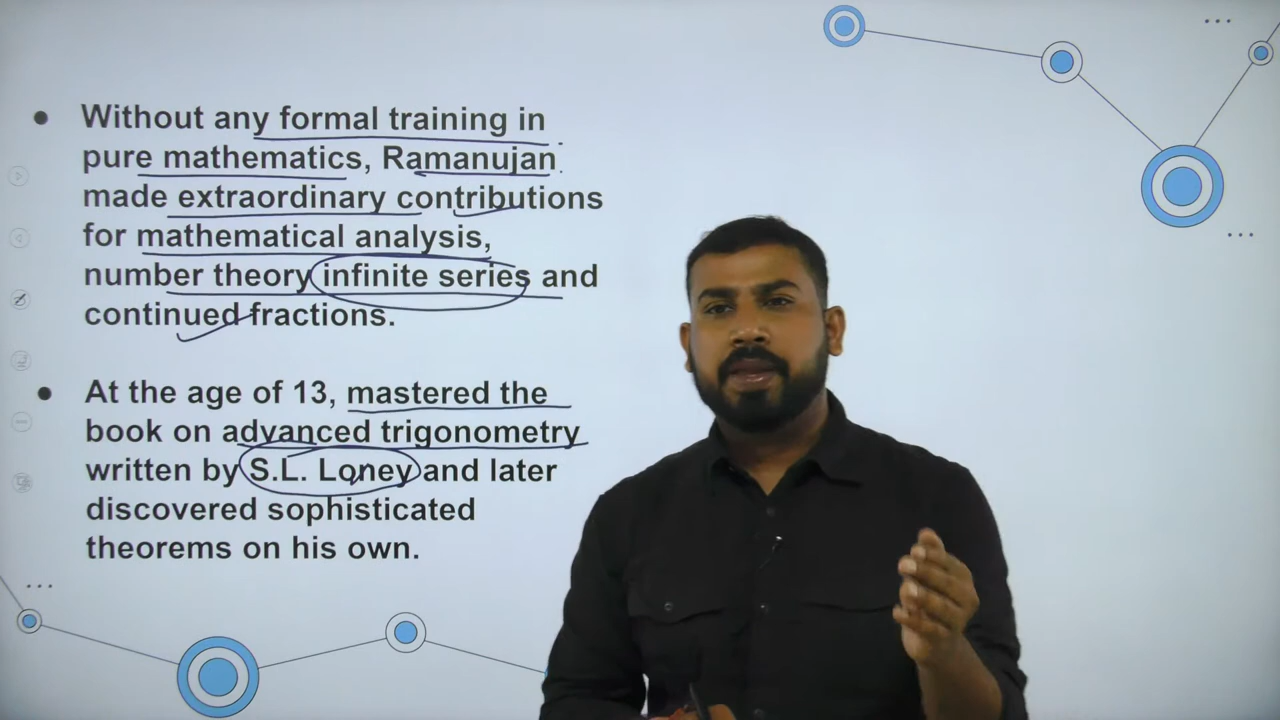 Without any formal training in
pure mathematics, Ramanujan
made extraordinary contributions
for mathematical analysis,
number theory infinite series and
continued fractions.
At the age of 13, mastered the
book on advanced trigonometry
written by S.L. Loney and later
discovered sophisticated
theorems on his own.